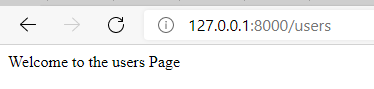 127.0.0.1:8000/users
Welcome to the users Page